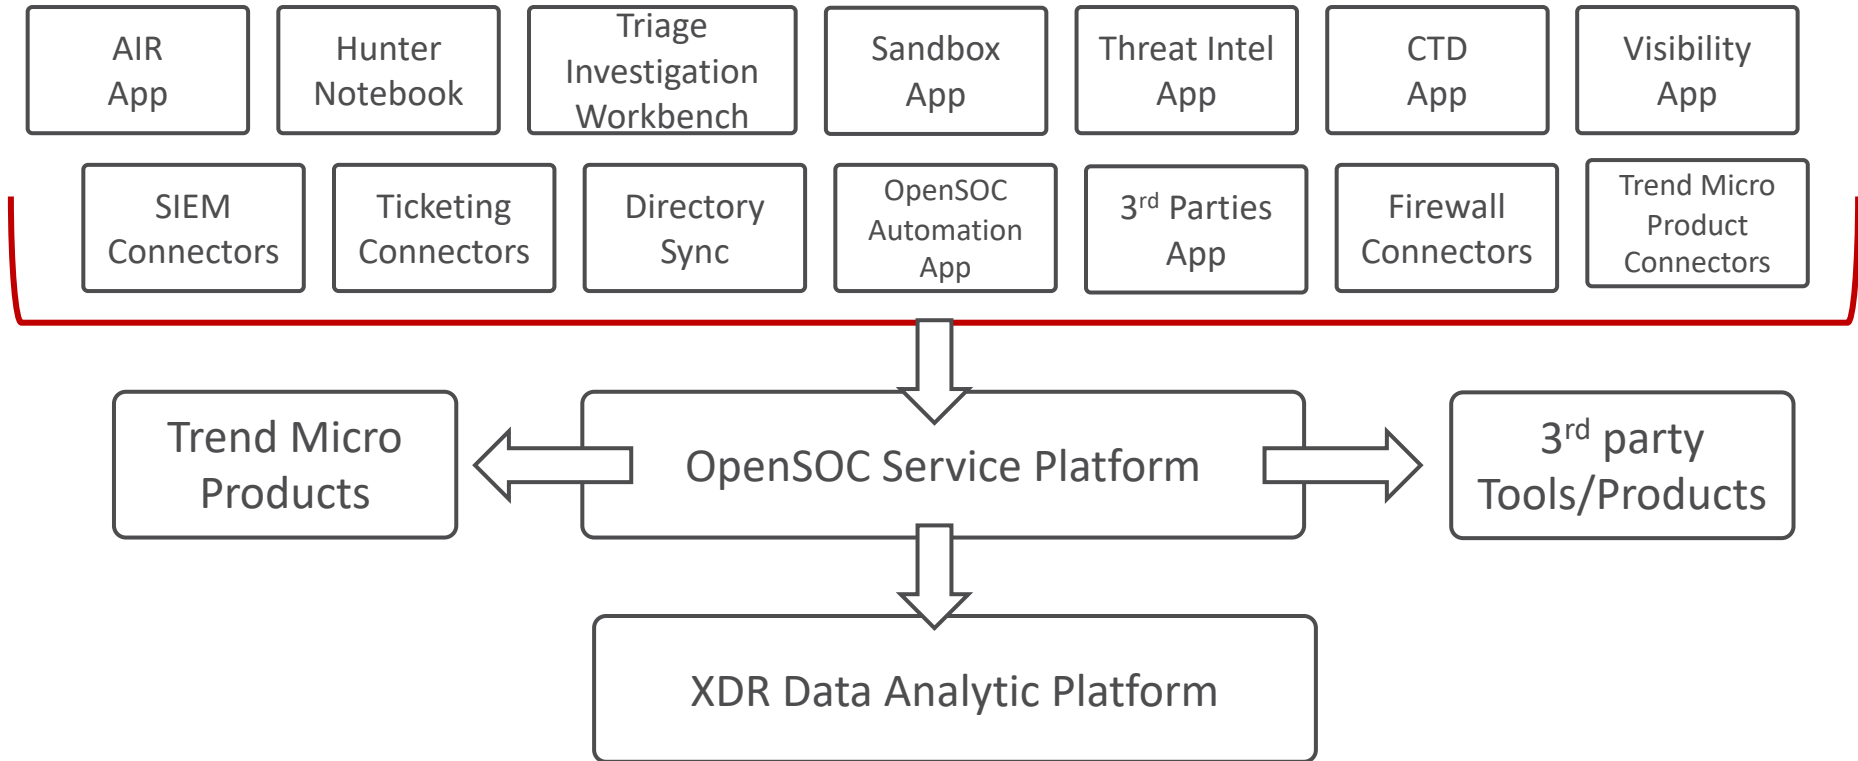 AIR
App
Hunter
Notebook
Triage
Investigation
Workbench
Sandbox
App
Threat Intel
App
CTD
App
Visibility
App
SIEM
Connectors
Ticketing
Connectors
Directory
Sync
OpenSOC
Automation
App
3rd Parties
App
Firewall
Connectors
Trend Micro
Product
Connectors
Trend Micro
Products
OpenSOC Service Platform
3rd party
Tools/Products
XDR Data Analytic Platform